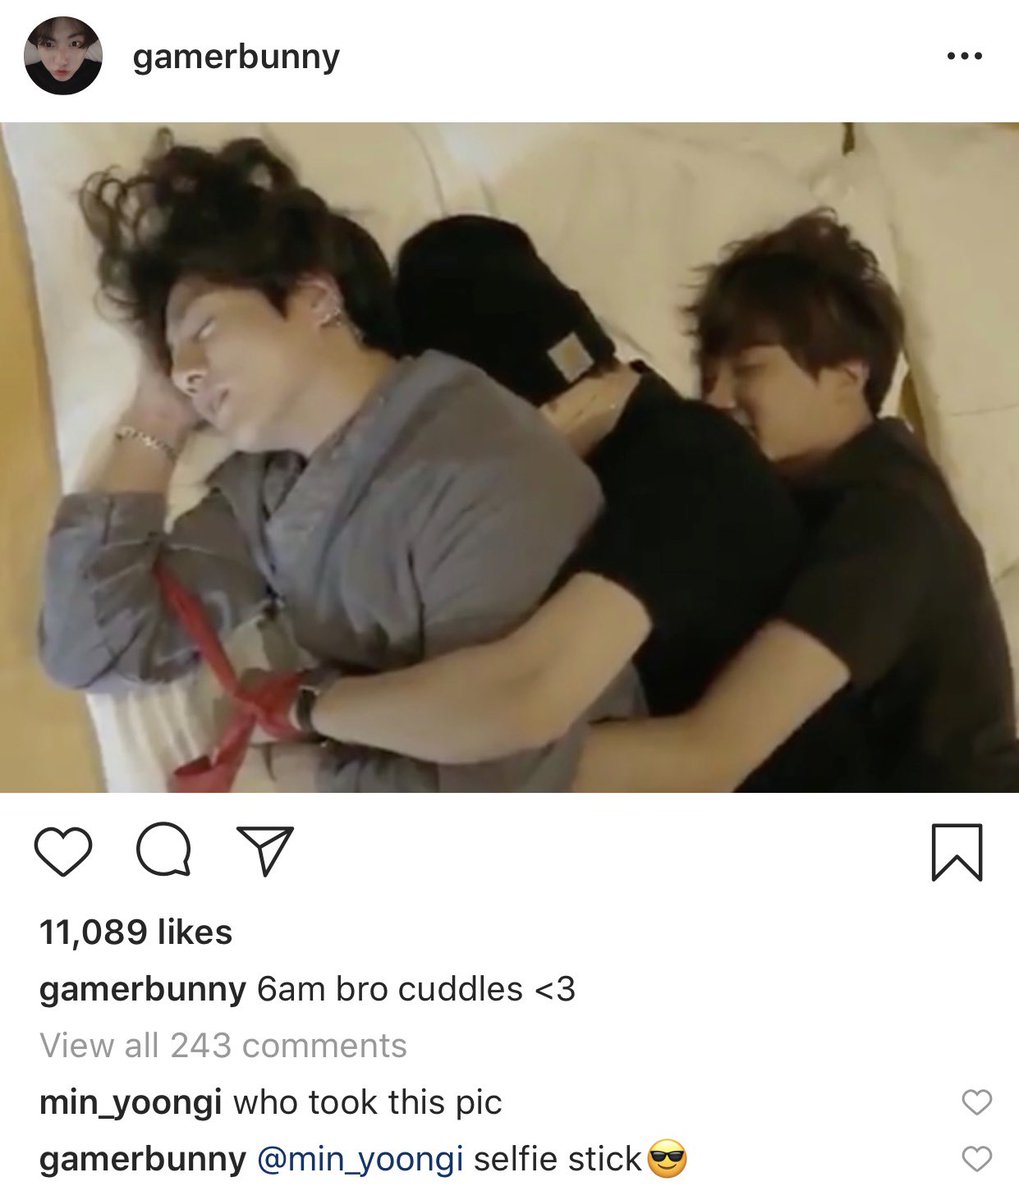 gamerbunny
11,089 likes
gamerbunny 6am bro cuddles <3
View all 243 comments
min_yoongi who took this pic
gamerbunny @min_yoongi selfie stick😎